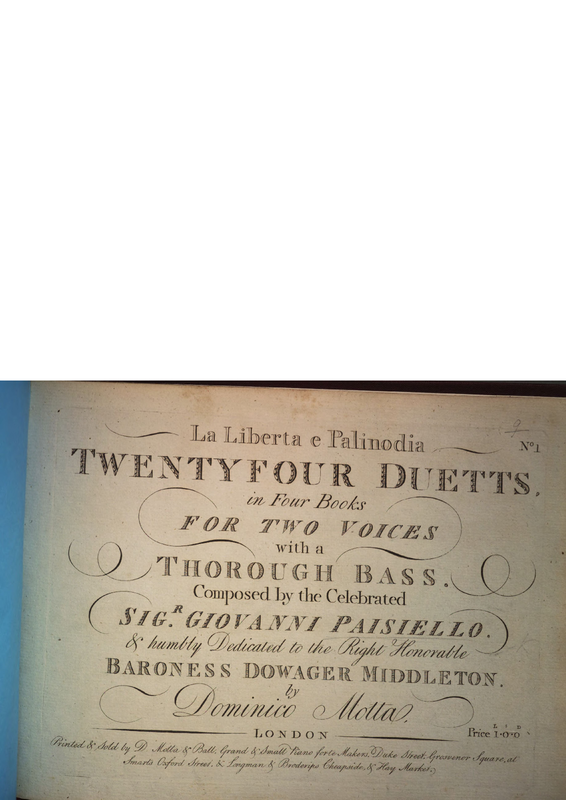 9
La Liberta e Palinodia
Nº1
TWENTYFOUR DUETTS,
in Four Books
FOR TWO VOICES
with a
THOROUGH BASS.
Composed by the Celebrated
SIG.R GIOVANNI PAISIELLO.
& humbly Dedicated to the Right Honorable
BARONESS DOWAGER MIDDLETON.
by
Dominico Motta.
LONDON
L S D
Price 1·0·0
Printed & Sold by D Motta & Ball, Grand & Small Piano forte Makers, Duke Street, Grosvenor Square, at
Smarts Oxford Street, & Longman & Broderips Cheapside, & Hay Market,